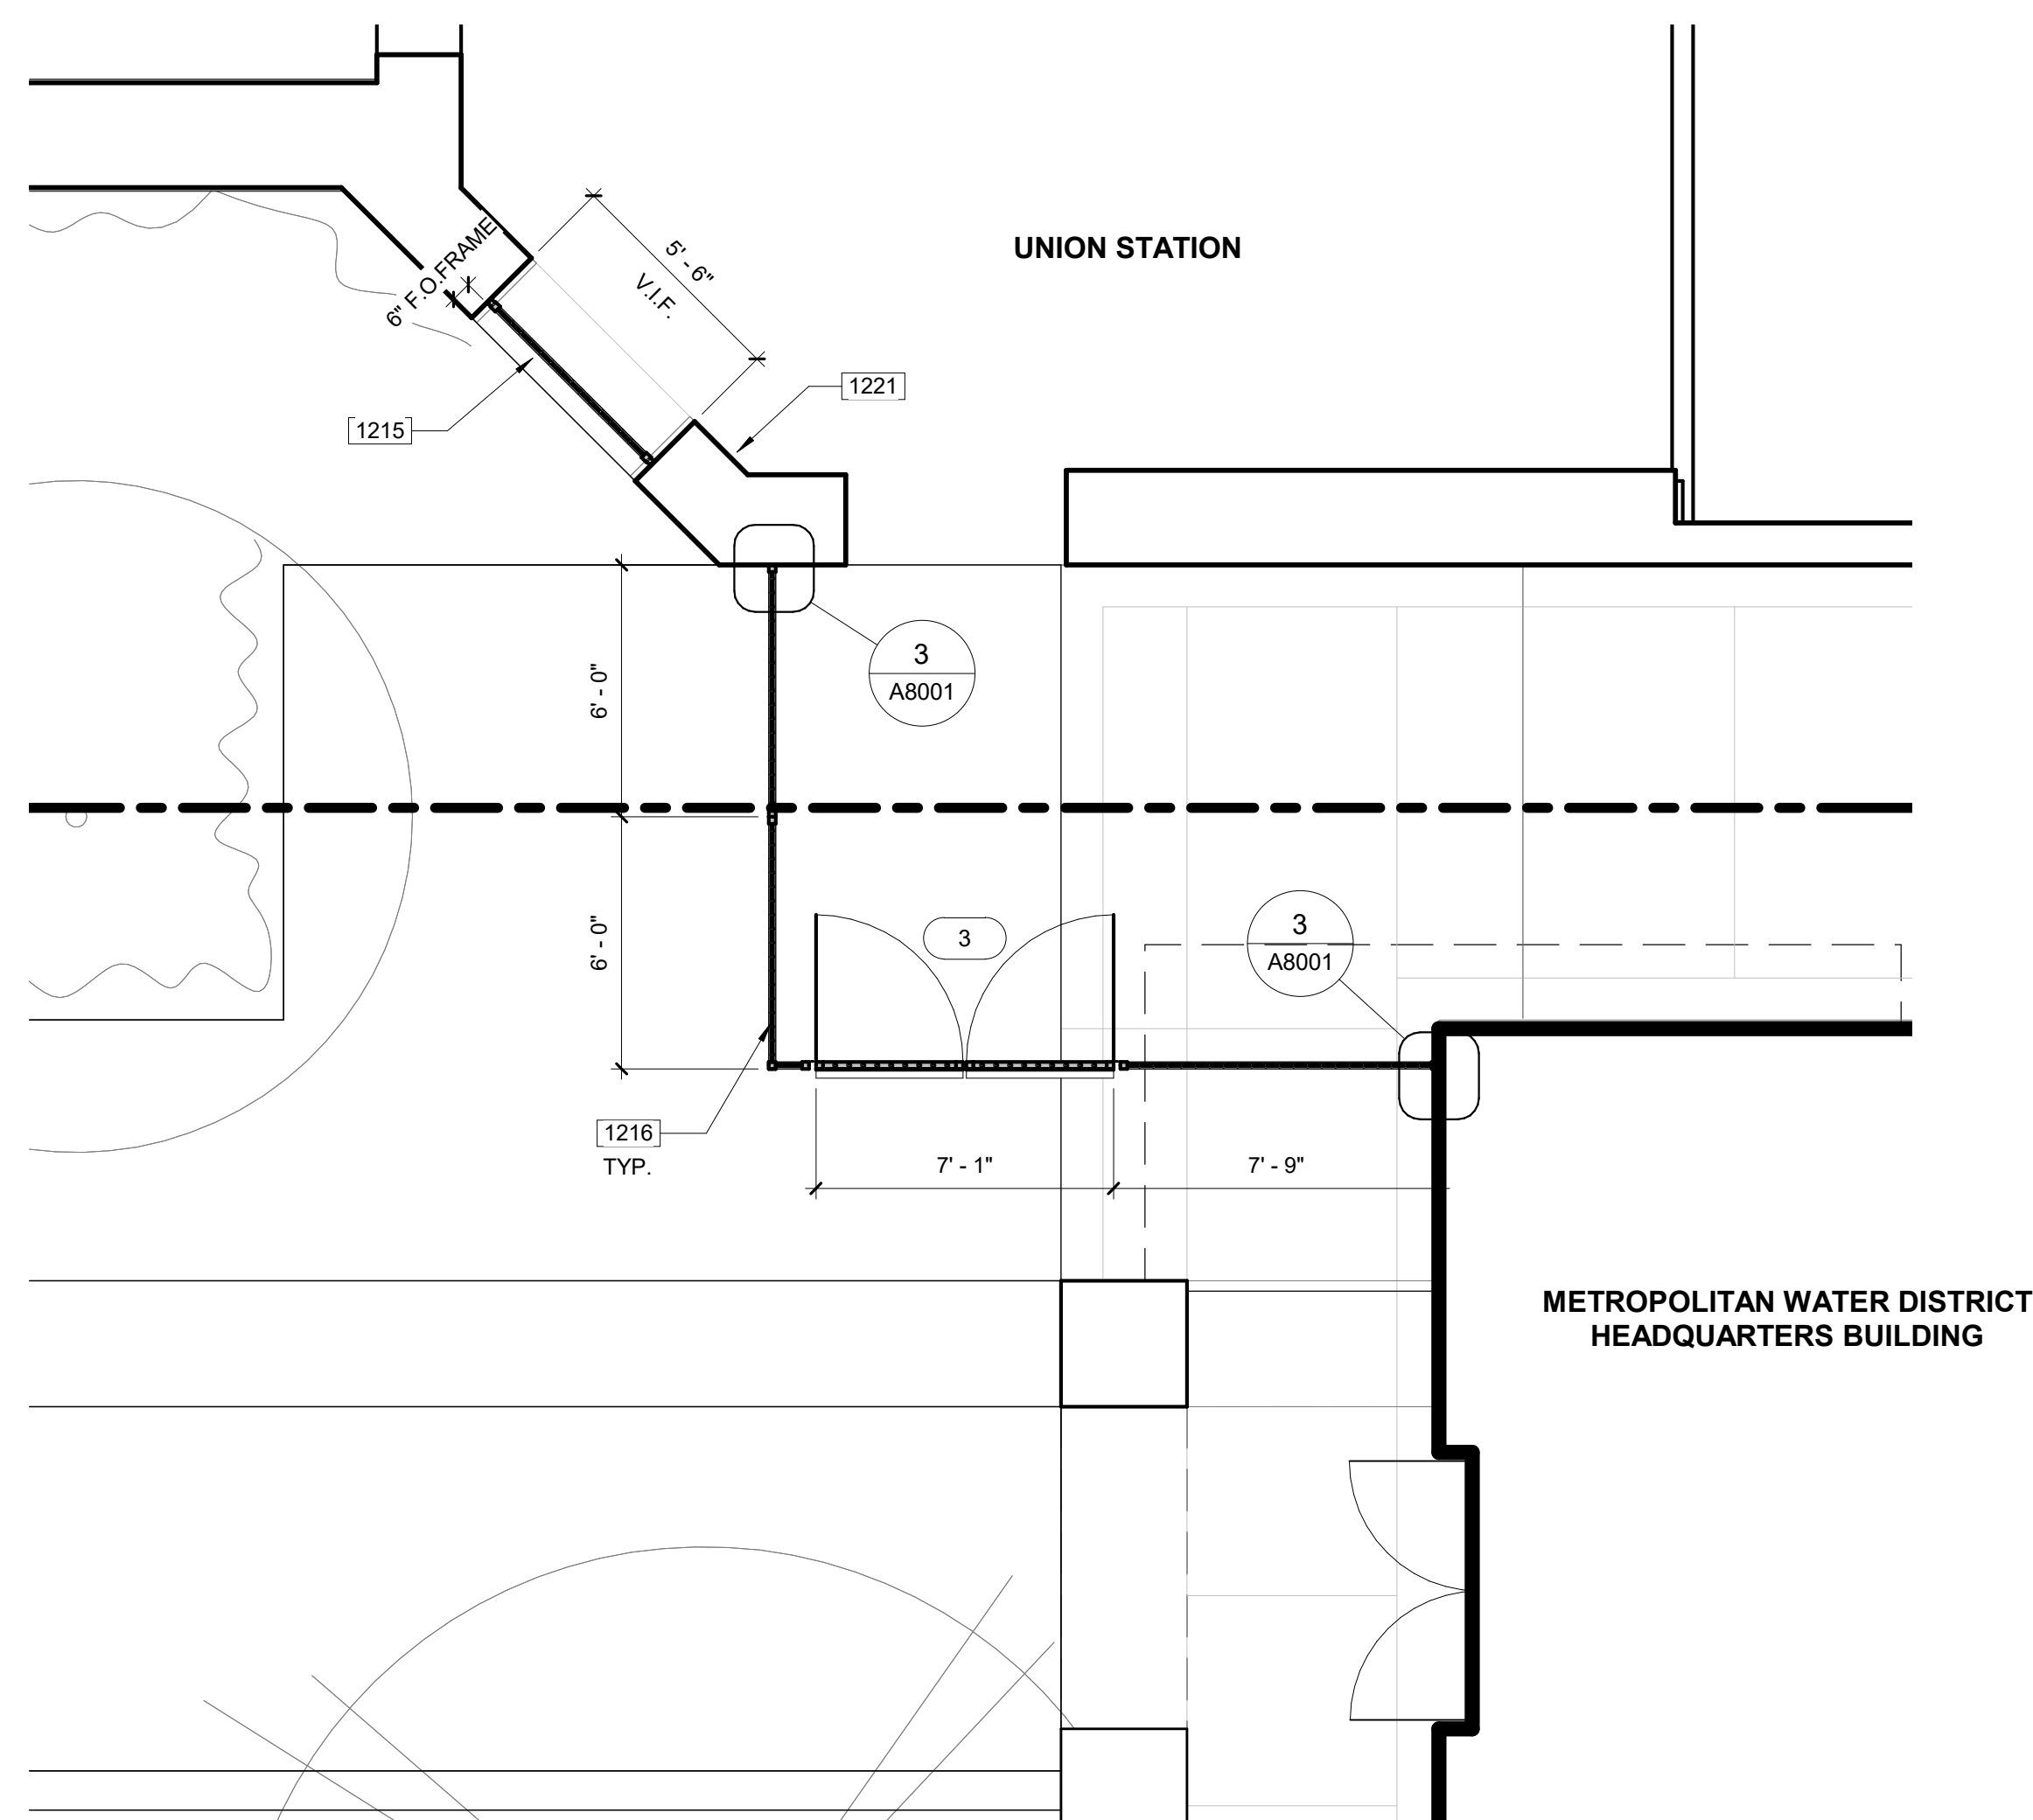 UNION STATION
6" F.O.FRAME
5' - 6"
V.I.F.
1221
1215
3
A8001
6' - 0"
6' - 0"
3
3
A8001
1216
TYP.
7' - 1"
7' - 9"
METROPOLITAN WATER DISTRICT
HEADQUARTERS BUILDING